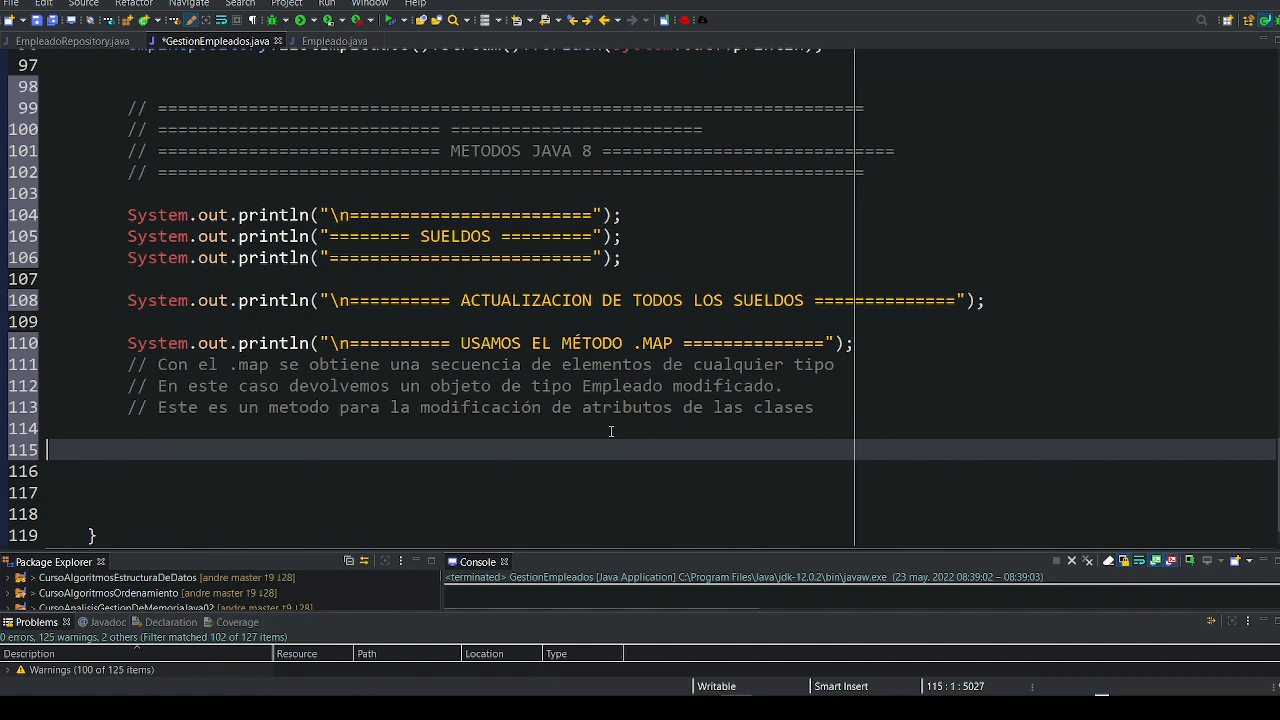 File Edit Source Refactor Navigate Search Project Run Window Help
EmpleadoRepository.java *GestionEmpleados.java Empleado.java
97
98
99 // ======================================================================
100 // ============================ =========================
101 // ============================ METODOS JAVA 8 =============================
102 // ======================================================================
103
104 System.out.println("\n========================");
105 System.out.println("======== SUELDOS =========");
106 System.out.println("==========================");
107
108 System.out.println("\n========== ACTUALIZACION DE TODOS LOS SUELDOS ==============");
109
110 System.out.println("\n========== USAMOS EL MÉTODO .MAP ==============");
111 // Con el .map se obtiene una secuencia de elementos de cualquier tipo
112 // En este caso devolvemos un objeto de tipo Empleado modificado.
113 // Este es un metodo para la modificación de atributos de las clases
114
115
116
117
118
119 }
Package Explorer Console
CursoAlgoritmosEstructuraDeDatos [andre master ↑9 ↓28]
<terminated> GestionEmpleados [Java Application] C:\Program Files\Java\jdk-12.0.2\bin\javaw.exe (23 may. 2022 08:39:02 – 08:39:03)
CursoAlgoritmosOrdenamiento [andre master ↑9 ↓28]
CursoAnalisisGestionDeMemoriaJava02 [andre master ↑9 ↓28]
Problems Javadoc Declaration Coverage
0 errors, 125 warnings, 2 others (Filter matched 102 of 127 items)
Description Resource Path Location Type
Warnings (100 of 125 items)
Writable Smart Insert 115 : 1 : 5027